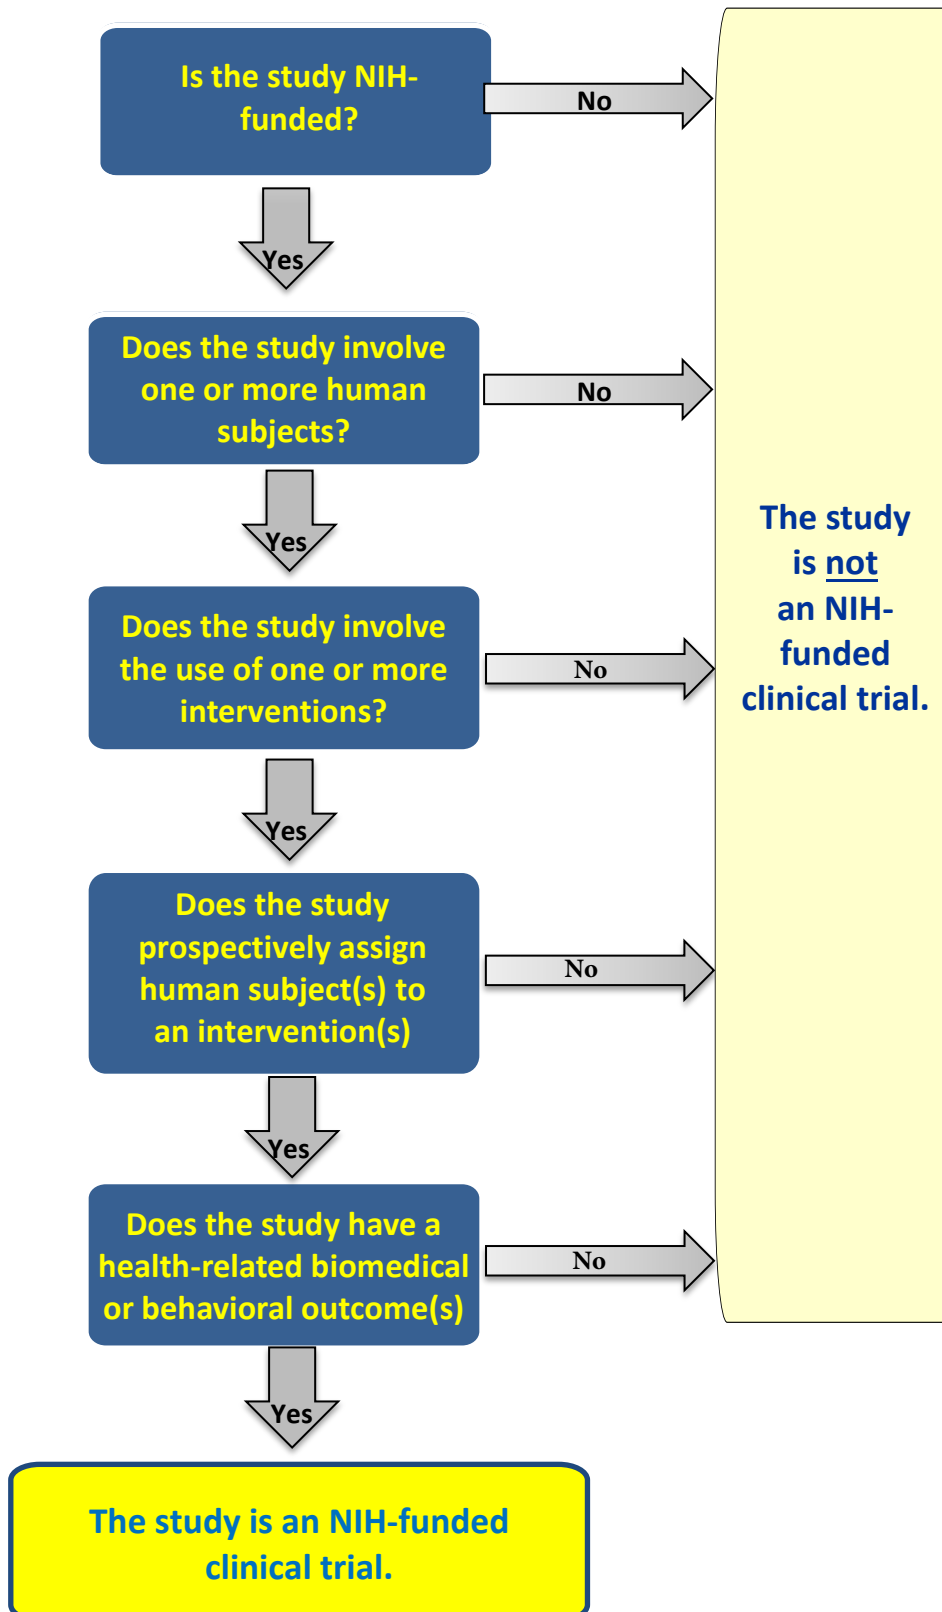 Is the study NIH-
funded?
No
Yes
Does the study involve
one or more human
subjects?
No
Yes
Does the study involve
the use of one or more
interventions?
No
Yes
Does the study
prospectively assign
human subject(s) to
an intervention(s)
No
Yes
Does the study have a
health-related biomedical
or behavioral outcome(s)
No
Yes
The study is an NIH-funded
clinical trial.
The study
is not
an NIH-
funded
clinical trial.